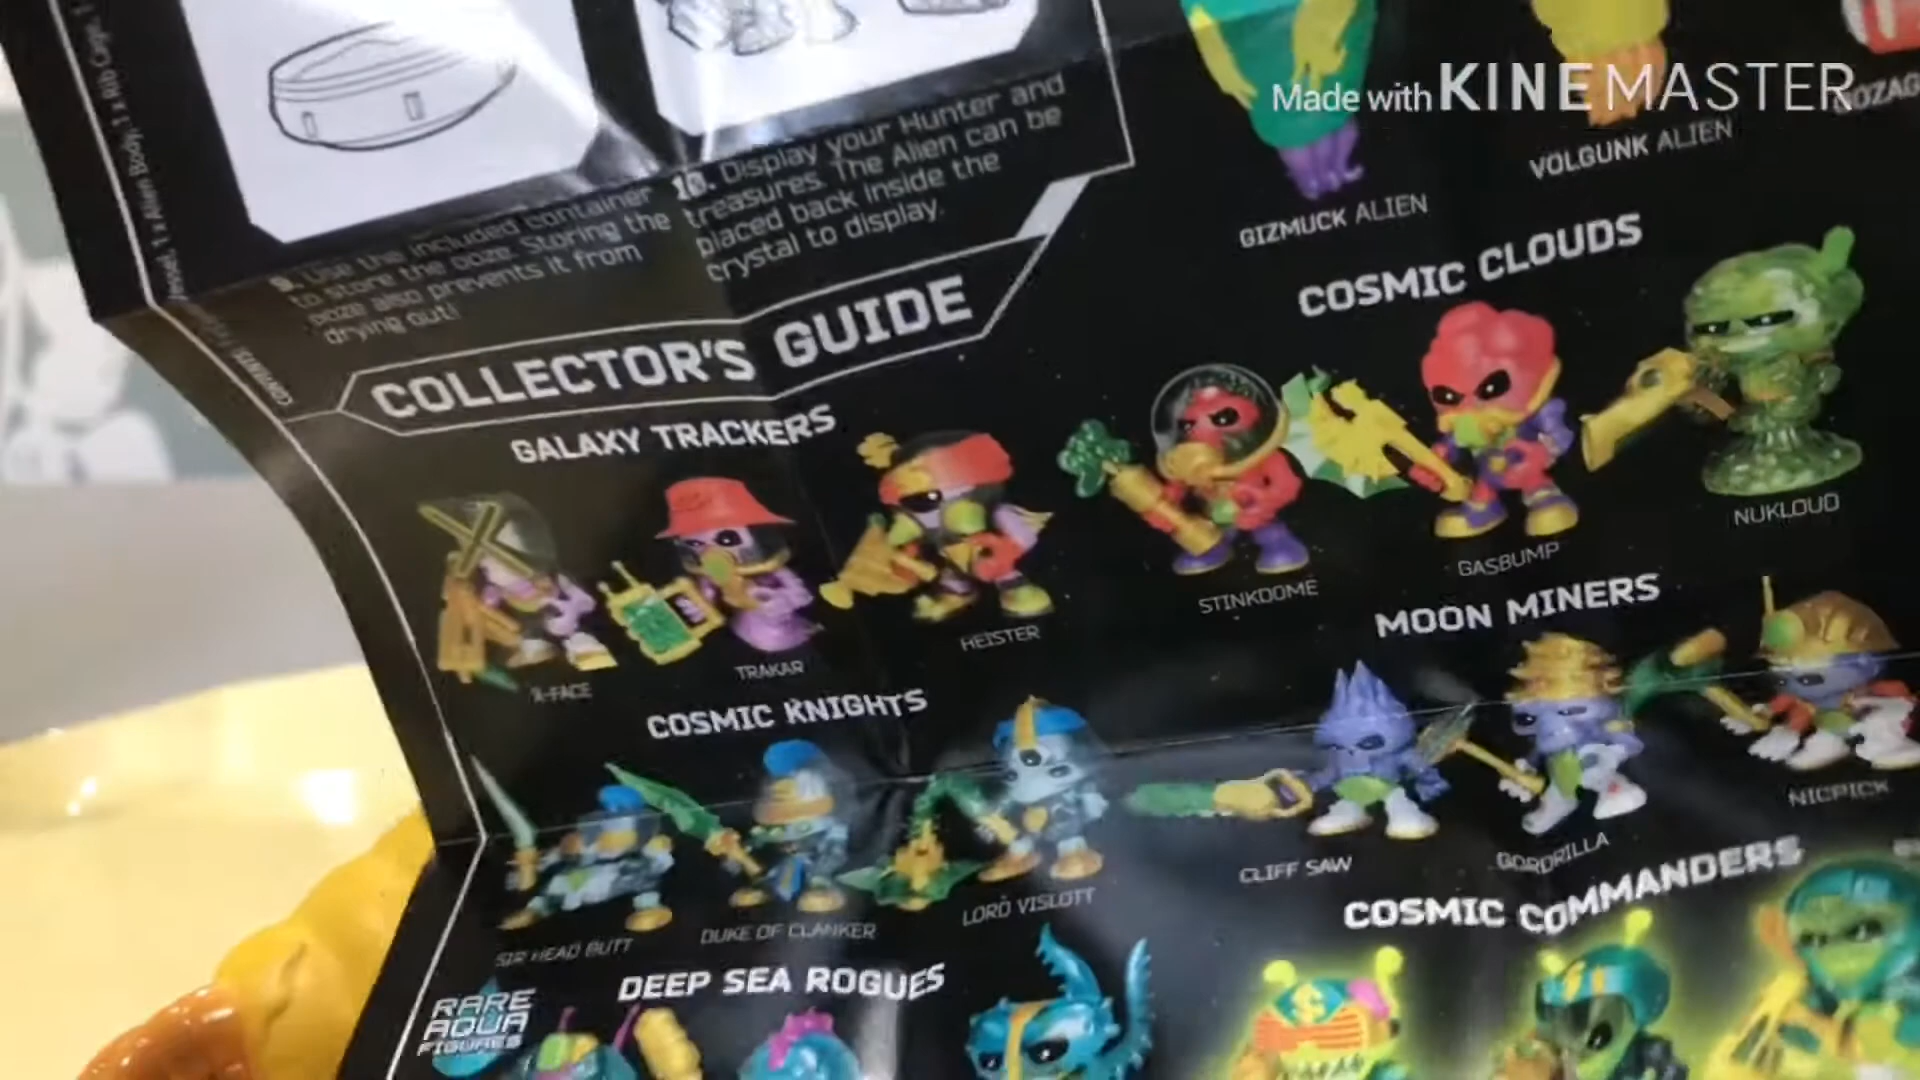 Made with KINEMASTER
VOLGUNK ALIEN
GIZMUCK ALIEN
9. Use the included container
to store the ooze. Storing the
ooze also prevents it from
drying out!
10. Display your Hunter and
treasures. The Alien can be
placed back inside the
crystal to display.
COLLECTOR'S GUIDE
GALAXY TRACKERS
X-FACE
TRAKAR
HEISTER
COSMIC CLOUDS
STINKDOME
GASBUMP
NUKLOUD
COSMIC KNIGHTS
SIR HEAD BUTT
DUKE OF CLANKER
LORD VISLOTT
MOON MINERS
CLIFF SAW
GORDRILLA
NICPICK
DEEP SEA ROGUES
RARE
AQUA
FIGURES
COSMIC COMMANDERS